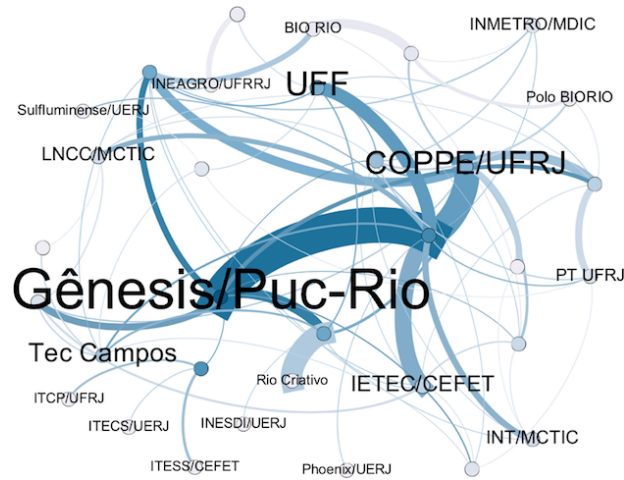 BIO RIO
INMETRO/MDIC
INEAGRO/UFRRJ
UFF
Polo BIORIO
Sulfluminense/UERJ
LNCC/MCTIC
COPPE/UFRJ
PT UFRJ
Gênesis/Puc-Rio
Tec Campos
Rio Criativo
IETEC/CEFET
ITCP/UFRJ
ITECS/UERJ
INESDI/UERJ
INT/MCTIC
ITESS/CEFET
Phoenix/UERJ